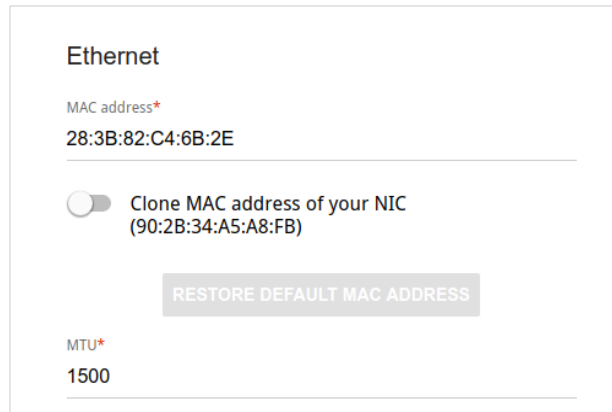 Ethernet
MAC address*
28:3B:82:C4:6B:2E
Clone MAC address of your NIC
(90:2B:34:A5:A8:FB)
RESTORE DEFAULT MAC ADDRESS
MTU*
1500